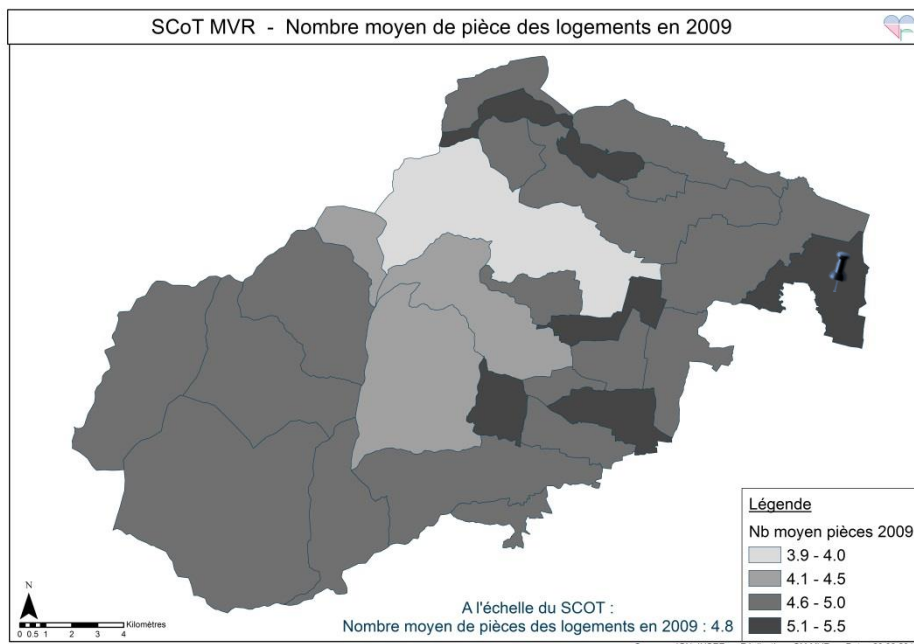 SCoT MVR - Nombre moyen de pièce des logements en 2009
Légende
Nb moyen pièces 2009
3.9 - 4.0
4.1 - 4.5
4.6 - 5.0
5.1 - 5.5
N
Kilomètres
0 0.5 1 2 3 4
A l'échelle du SCOT :
Nombre moyen de pièces des logements en 2009 : 4.8